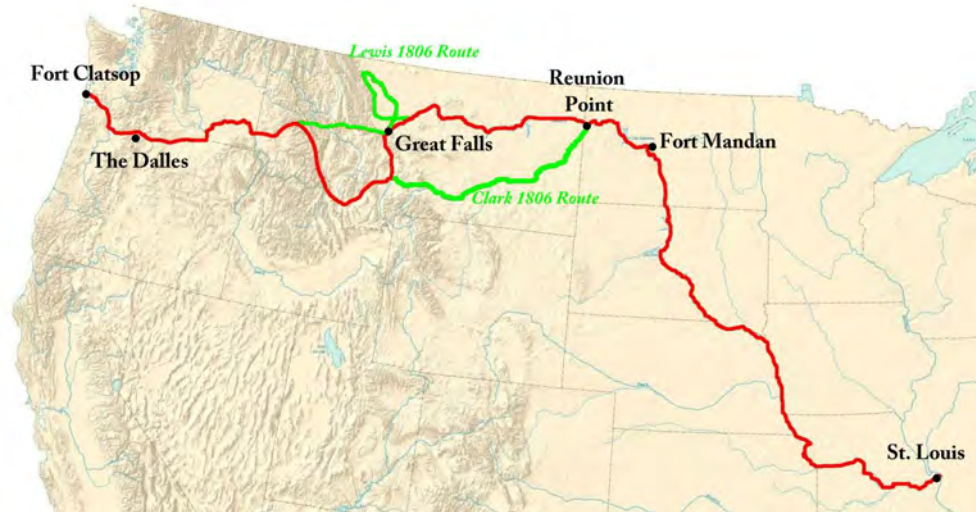 Lewis 1806 Route
Fort Clatsop
Reunion
Point
The Dalles
Great Falls
Fort Mandan
Clark 1806 Route
St. Louis